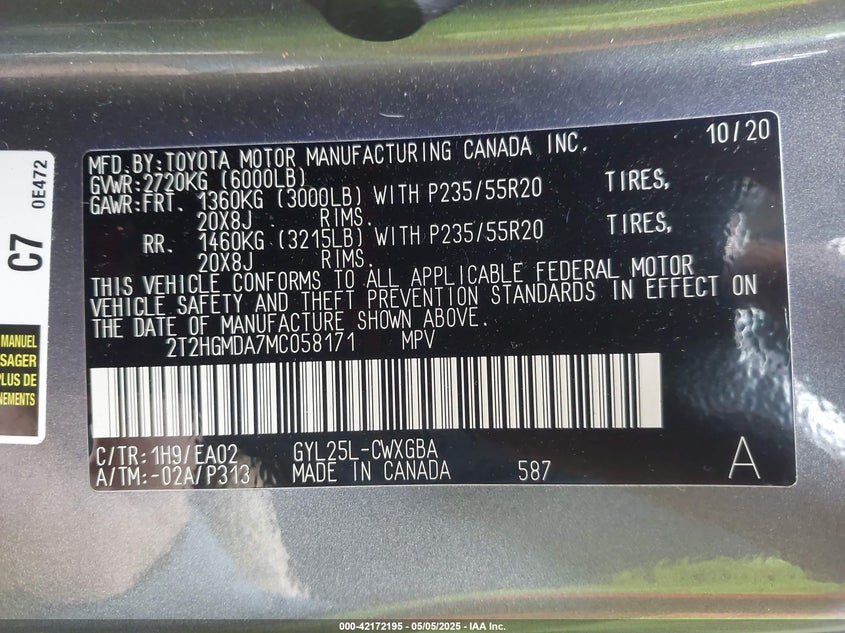 10/20
MFD.BY:TOYOTA MOTOR MANUFACTURING CANADA INC.
GVWR:2720KG (6000LB)
GAWR:FRT. 1360KG (3000LB) WITH P235/55R20 TIRES,
20X8J RIMS.
RR. 1460KG (3215LB) WITH P235/55R20 TIRES,
20X8J RIMS.
THIS VEHICLE CONFORMS TO ALL APPLICABLE FEDERAL MOTOR
VEHICLE SAFETY AND THEFT PREVENTION STANDARDS IN EFFECT ON
THE DATE OF MANUFACTURE SHOWN ABOVE.
2T2HGMDA7MC058171 MPV
C/TR:1H9/EA02 GYL25L-CWXGBA
A/TM:-02A/P313 MADE IN CANADA 587 A
C7
0E472
MANUEL
SAGER
PLUS DE
NEMENTS
000-42172195 - 05/05/2025 - IAA Inc.